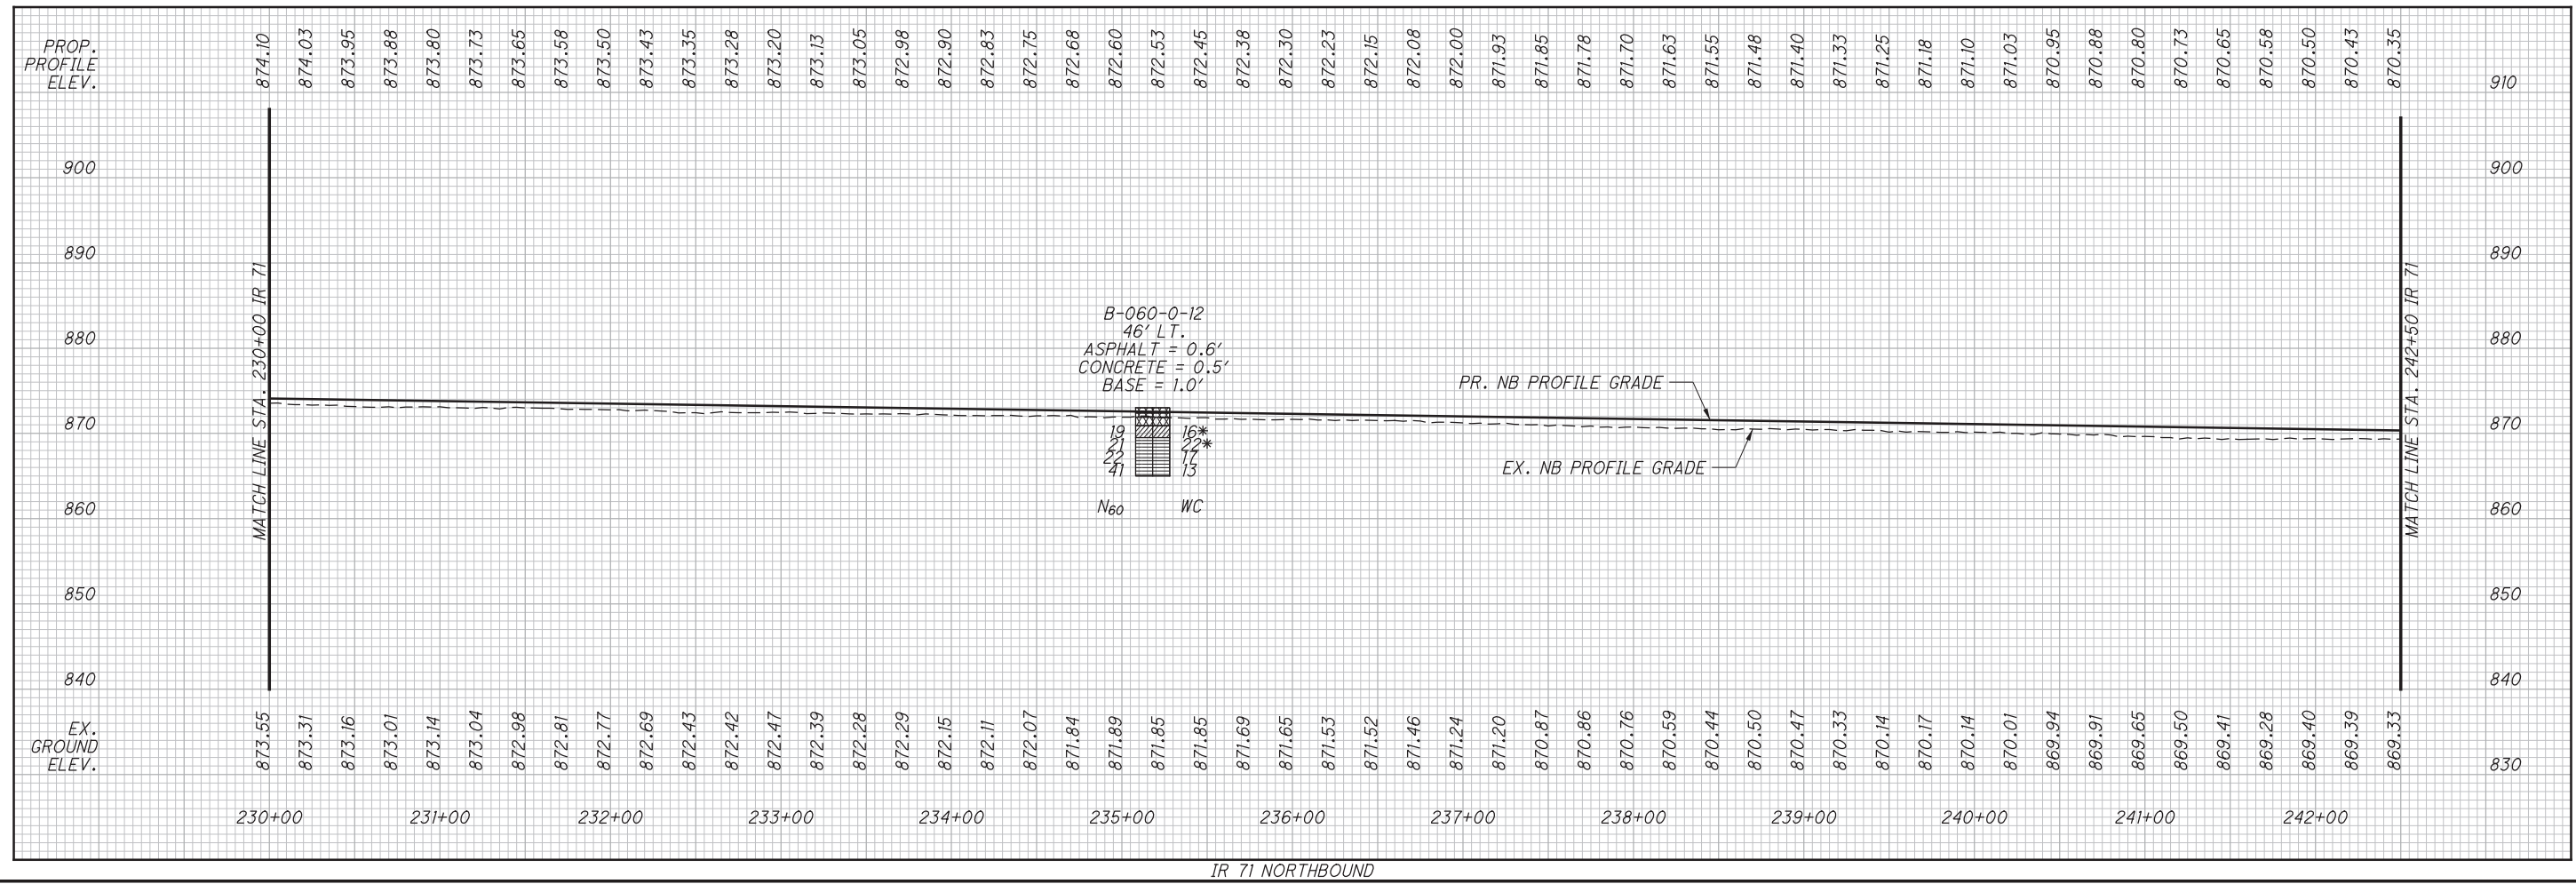 PROP.
PROFILE
ELEV.
874.10 874.03 873.95 873.88 873.80 873.73 873.65 873.58 873.50 873.43 873.35 873.28 873.20 873.13 873.05 872.98 872.90 872.83 872.75 872.68 872.60 872.53 872.45 872.38 872.30 872.23 872.15 872.08 872.00 871.93 871.85 871.78 871.70 871.63 871.55 871.48 871.40 871.33 871.25 871.18 871.10 871.03 870.95 870.88 870.80 870.73 870.65 870.58 870.50 870.43 870.35
910
900 900
890 890
880 880
870 870
860 860
850 850
840 840
830
MATCH LINE STA. 230+00 IR 71
B-060-0-12
46' LT.
ASPHALT = 0.6'
CONCRETE = 0.5'
BASE = 1.0'
19 16*
21 22*
22 17
41 13
N60 WC
PR. NB PROFILE GRADE
EX. NB PROFILE GRADE
MATCH LINE STA. 242+50 IR 71
EX.
GROUND
ELEV.
873.55 873.31 873.16 873.01 873.14 873.04 872.98 872.81 872.77 872.69 872.43 872.42 872.47 872.39 872.28 872.29 872.15 872.11 872.07 871.84 871.89 871.85 871.85 871.69 871.65 871.53 871.52 871.46 871.24 871.20 870.87 870.86 870.76 870.59 870.44 870.50 870.47 870.33 870.14 870.17 870.14 870.01 869.94 869.91 869.65 869.50 869.41 869.28 869.40 869.39 869.33
230+00 231+00 232+00 233+00 234+00 235+00 236+00 237+00 238+00 239+00 240+00 241+00 242+00
IR 71 NORTHBOUND